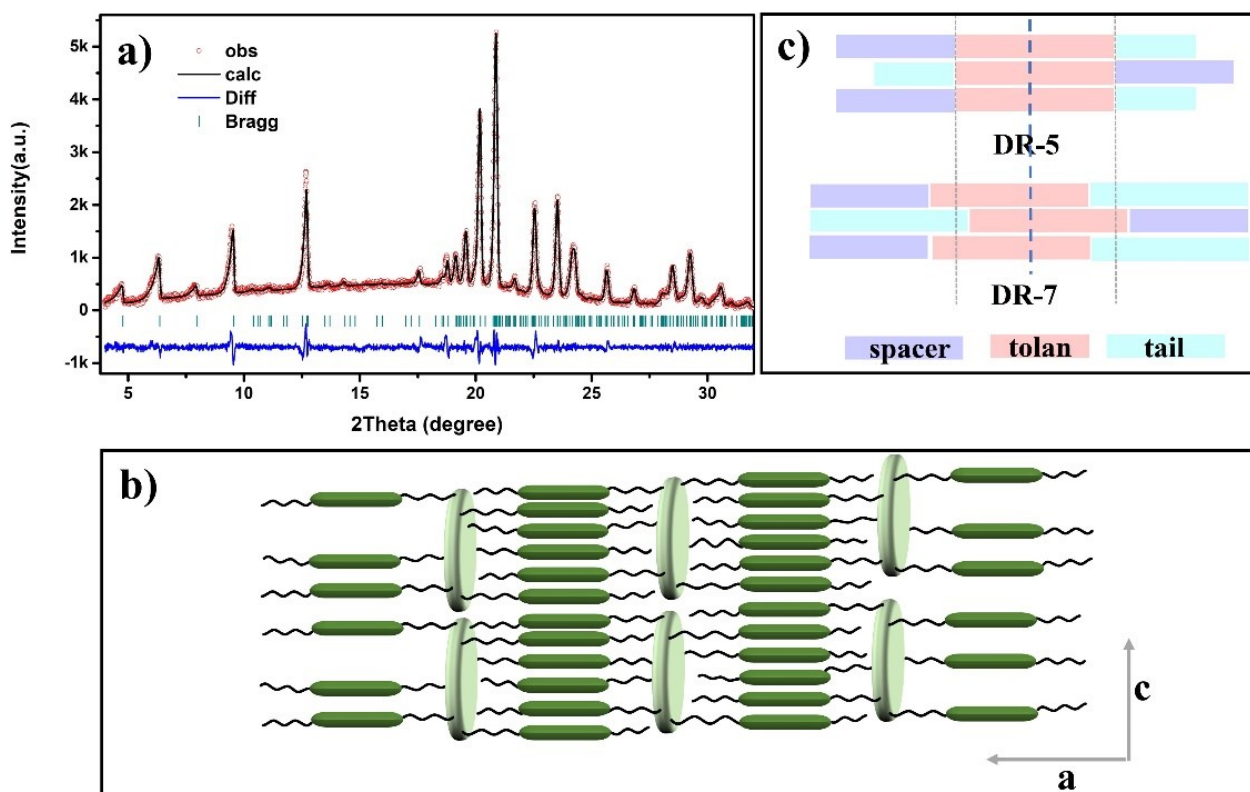 a)
obs
calc
Diff
Bragg
Intensity(a.u.)
5k
4k
3k
2k
1k
0
-1k
5 10 15 20 25 30
2Theta (degree)
c)
DR-5
DR-7
spacer tolan tail
b)
c
a